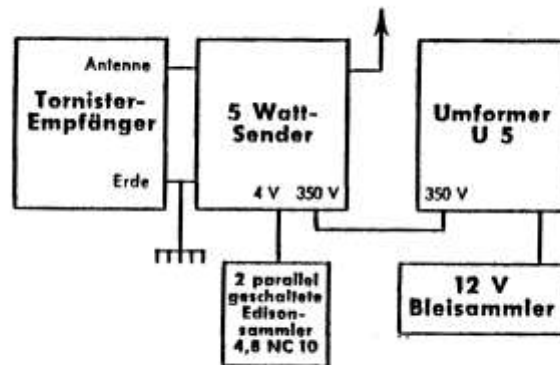 Antenne
Tornister-
Empfänger
Erde
5 Watt-
Sender
4 V 350 V
Umformer
U 5
350 V
2 parallel
geschaltete
Edison-
sammler
4,8 NC 10
12 V
Bleisammler